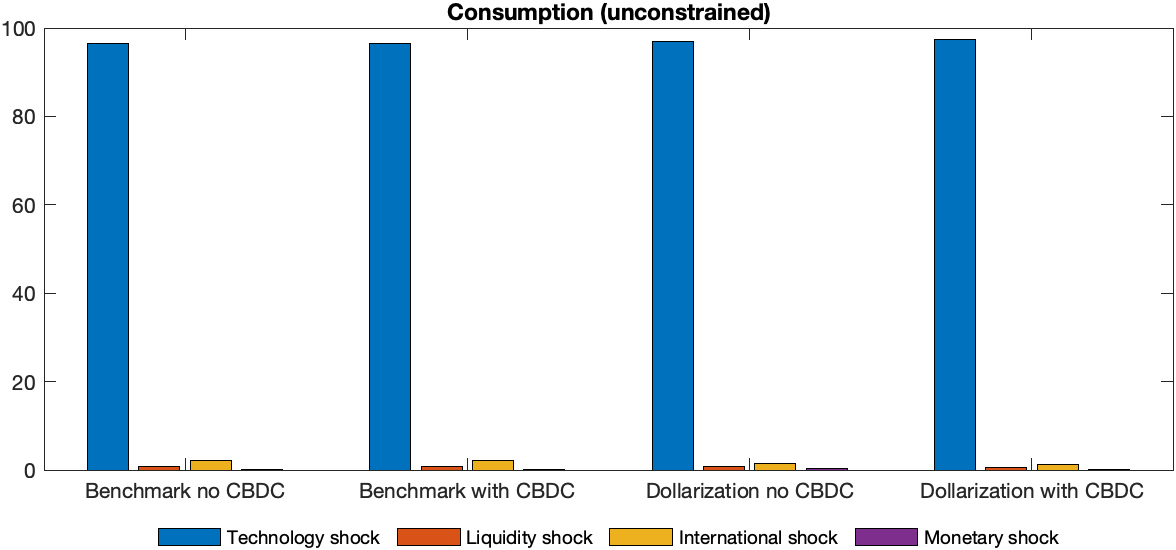 Consumption (unconstrained)
100
80
60
40
20
0
Benchmark no CBDC
Benchmark with CBDC
Dollarization no CBDC
Dollarization with CBDC
Technology shock
Liquidity shock
International shock
Monetary shock